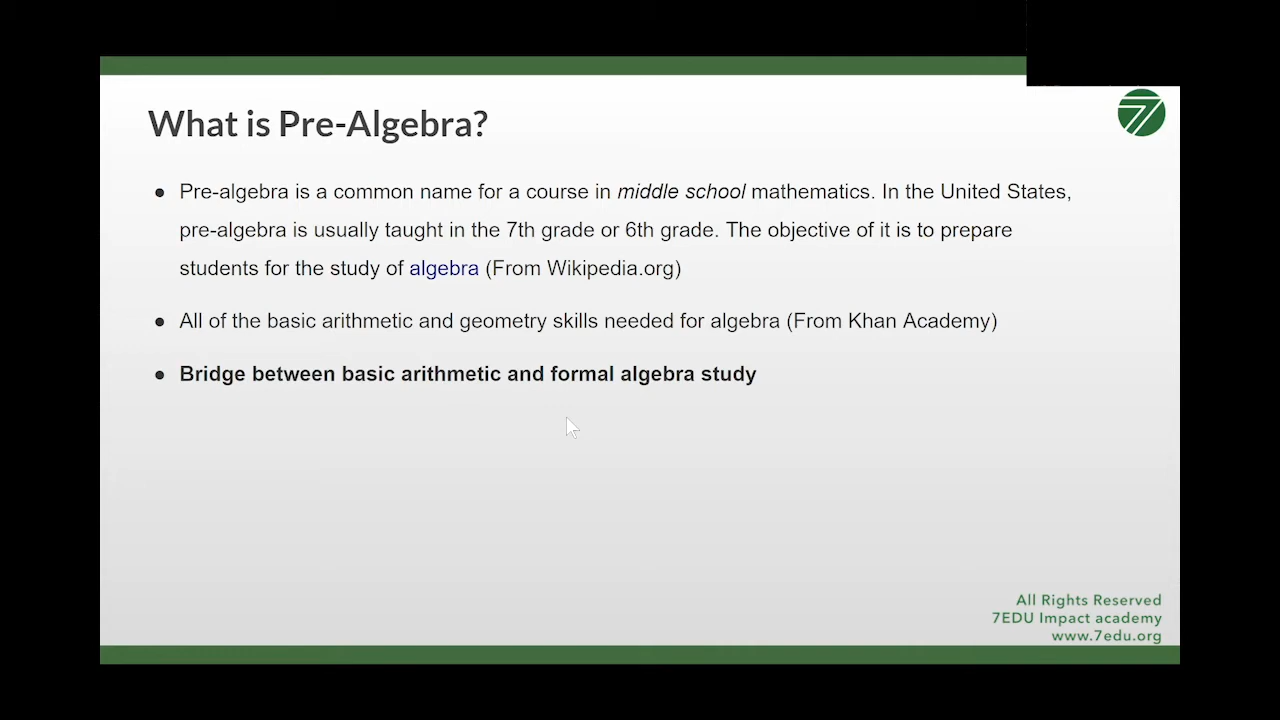 What is Pre-Algebra?
● Pre-algebra is a common name for a course in middle school mathematics. In the United States,
pre-algebra is usually taught in the 7th grade or 6th grade. The objective of it is to prepare
students for the study of algebra (From Wikipedia.org)
● All of the basic arithmetic and geometry skills needed for algebra (From Khan Academy)
● Bridge between basic arithmetic and formal algebra study
All Rights Reserved
7EDU Impact academy
www.7edu.org